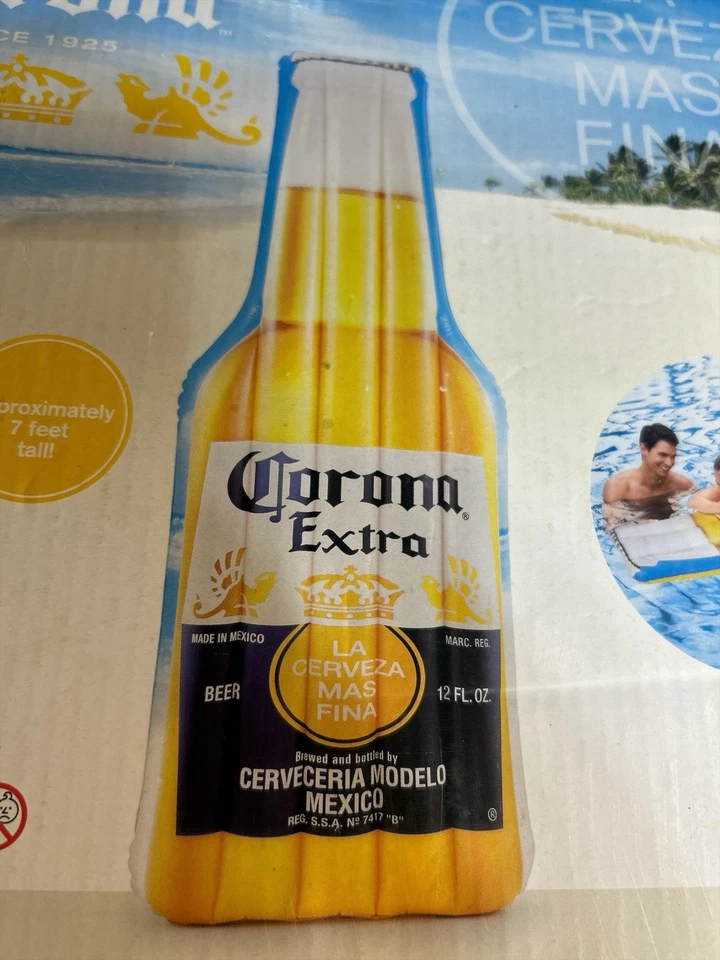 CE 1925
CERVEZ
MAS
FINA
proximately
7 feet
tall!
Corona®
Extra
MADE IN MEXICO
MARC. REG.
LA
CERVEZA
MAS
FINA
BEER
12 FL. OZ.
Brewed and bottled by
CERVECERIA MODELO
MEXICO
REG. S.S.A. Nº 7417 "B"
®